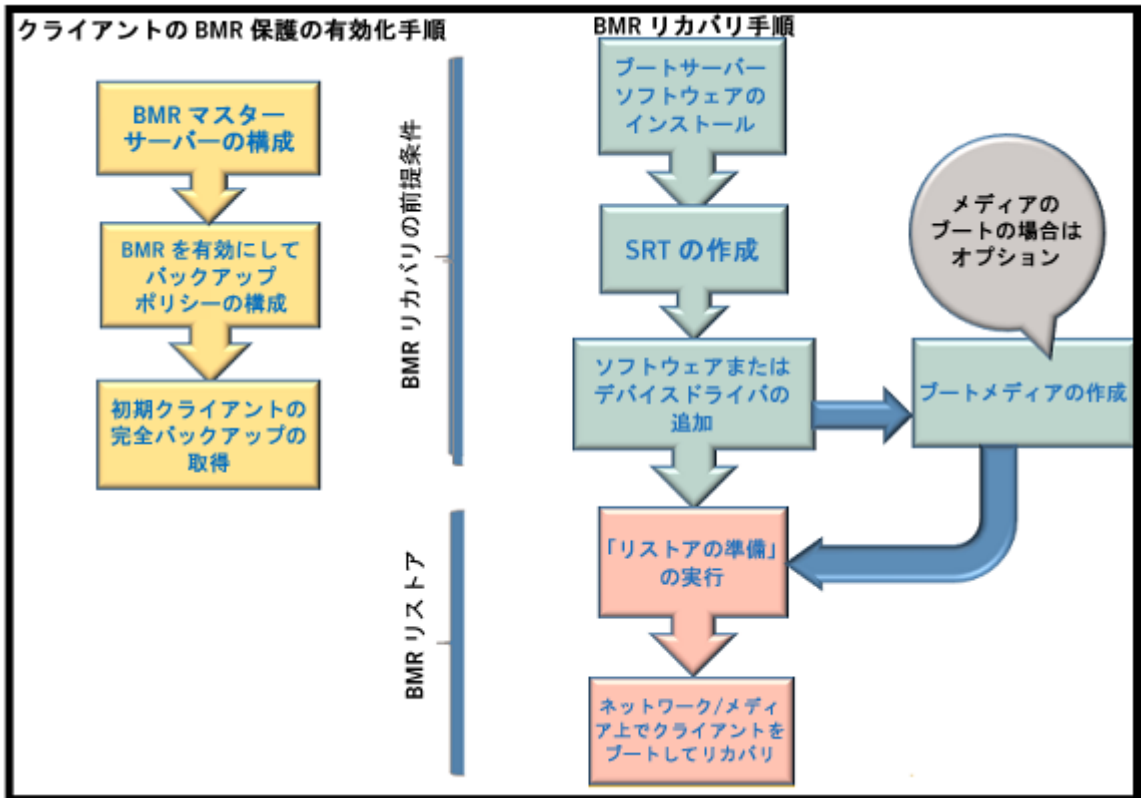 クライアントの BMR 保護の有効化手順
BMR マスター
サーバーの構成
BMR を有効にして
バックアップ
ポリシーの構成
初期クライアントの
完全バックアップの
取得
BMR リカバリの前提条件
BMR リストア
BMR リカバリ手順
ブートサーバー
ソフトウェアの
インストール
SRT の作成
ソフトウェアまたは
デバイスドライバの
追加
メディアの
ブートの場合は
オプション
ブートメディアの作成
「リストアの準備」
の実行
ネットワーク/メディ
ア上でクライアントを
ブートしてリカバリ